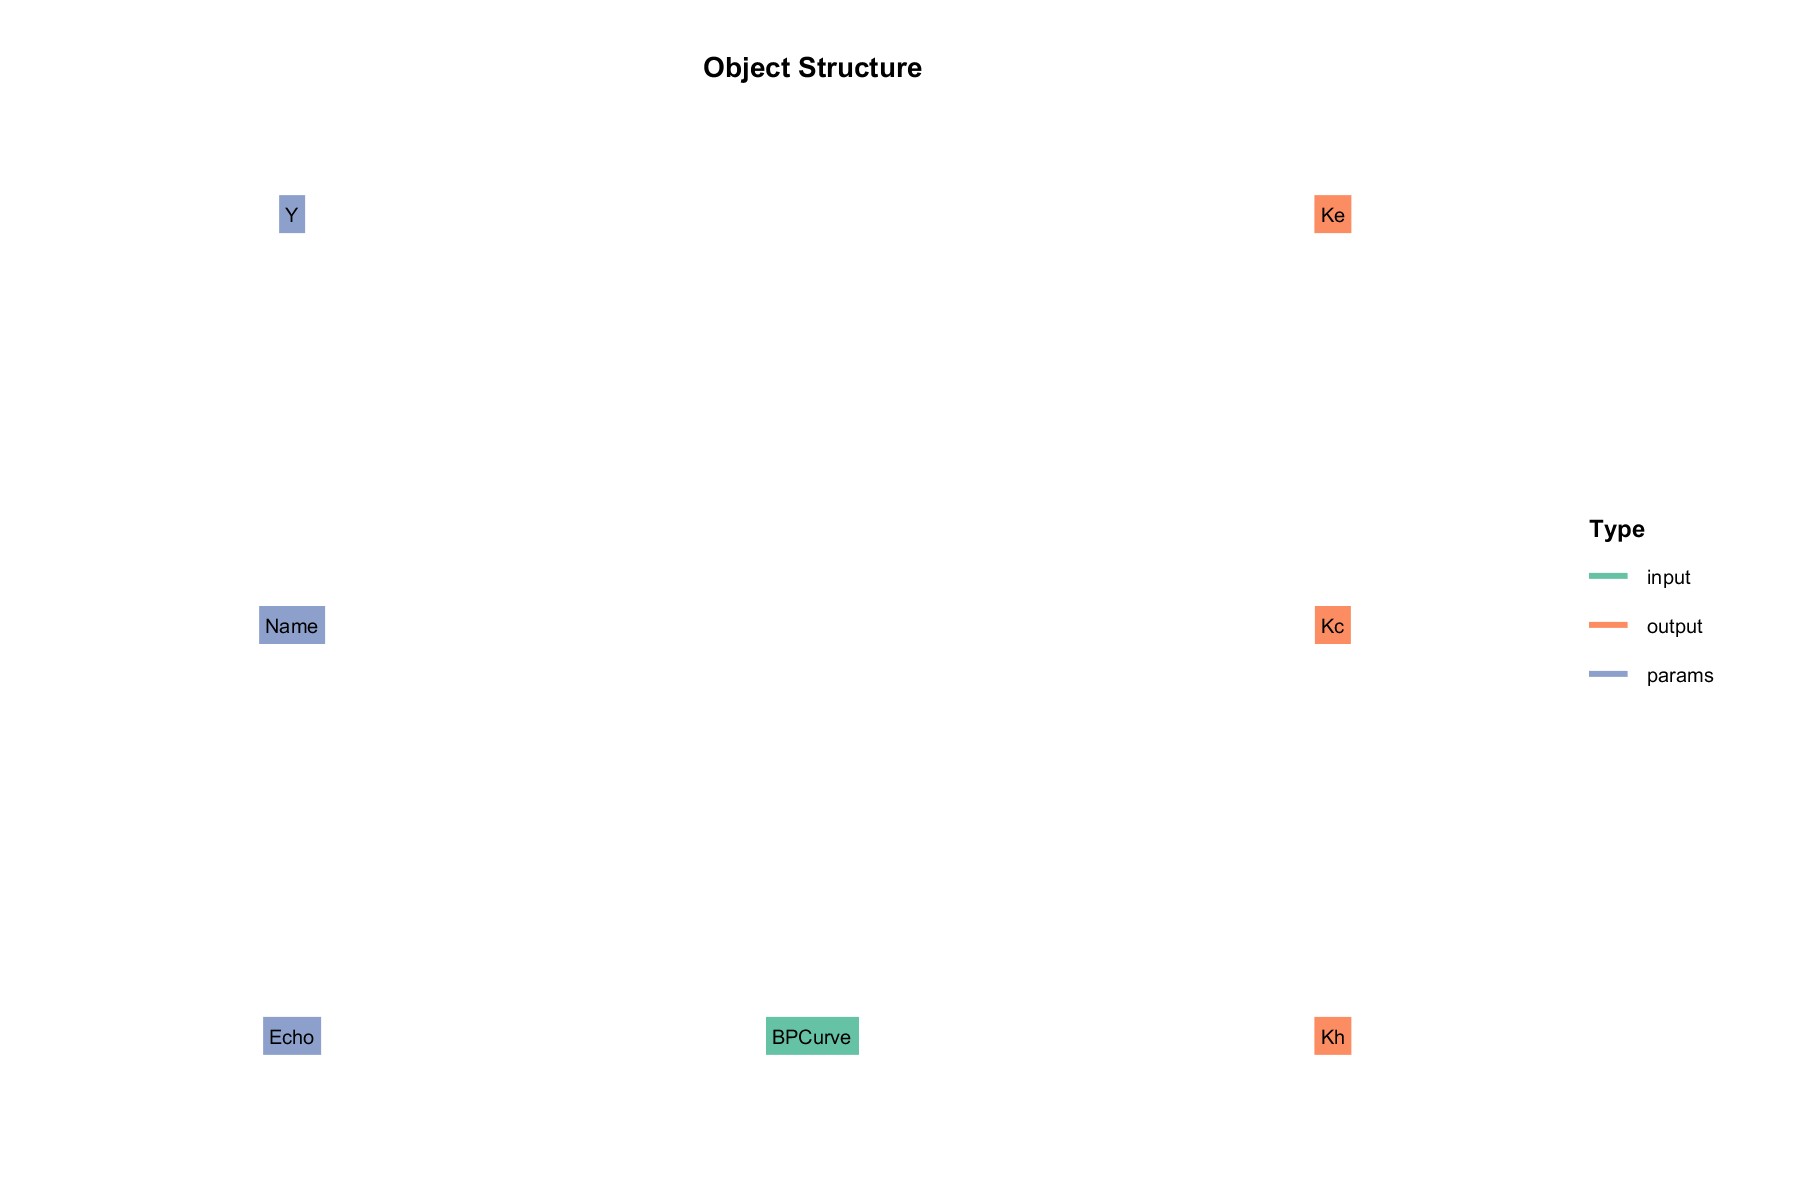 Object Structure
Y
Ke
Type
input
output
params
Name
Kc
Echo
BPCurve
Kh